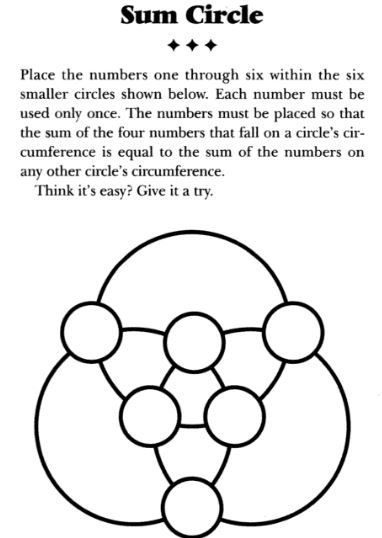 Sum Circle
Place the numbers one through six within the six
smaller circles shown below. Each number must be
used only once. The numbers must be placed so that
the sum of the four numbers that fall on a circle's cir-
cumference is equal to the sum of the numbers on
any other circle's circumference.
Think it's easy? Give it a try.